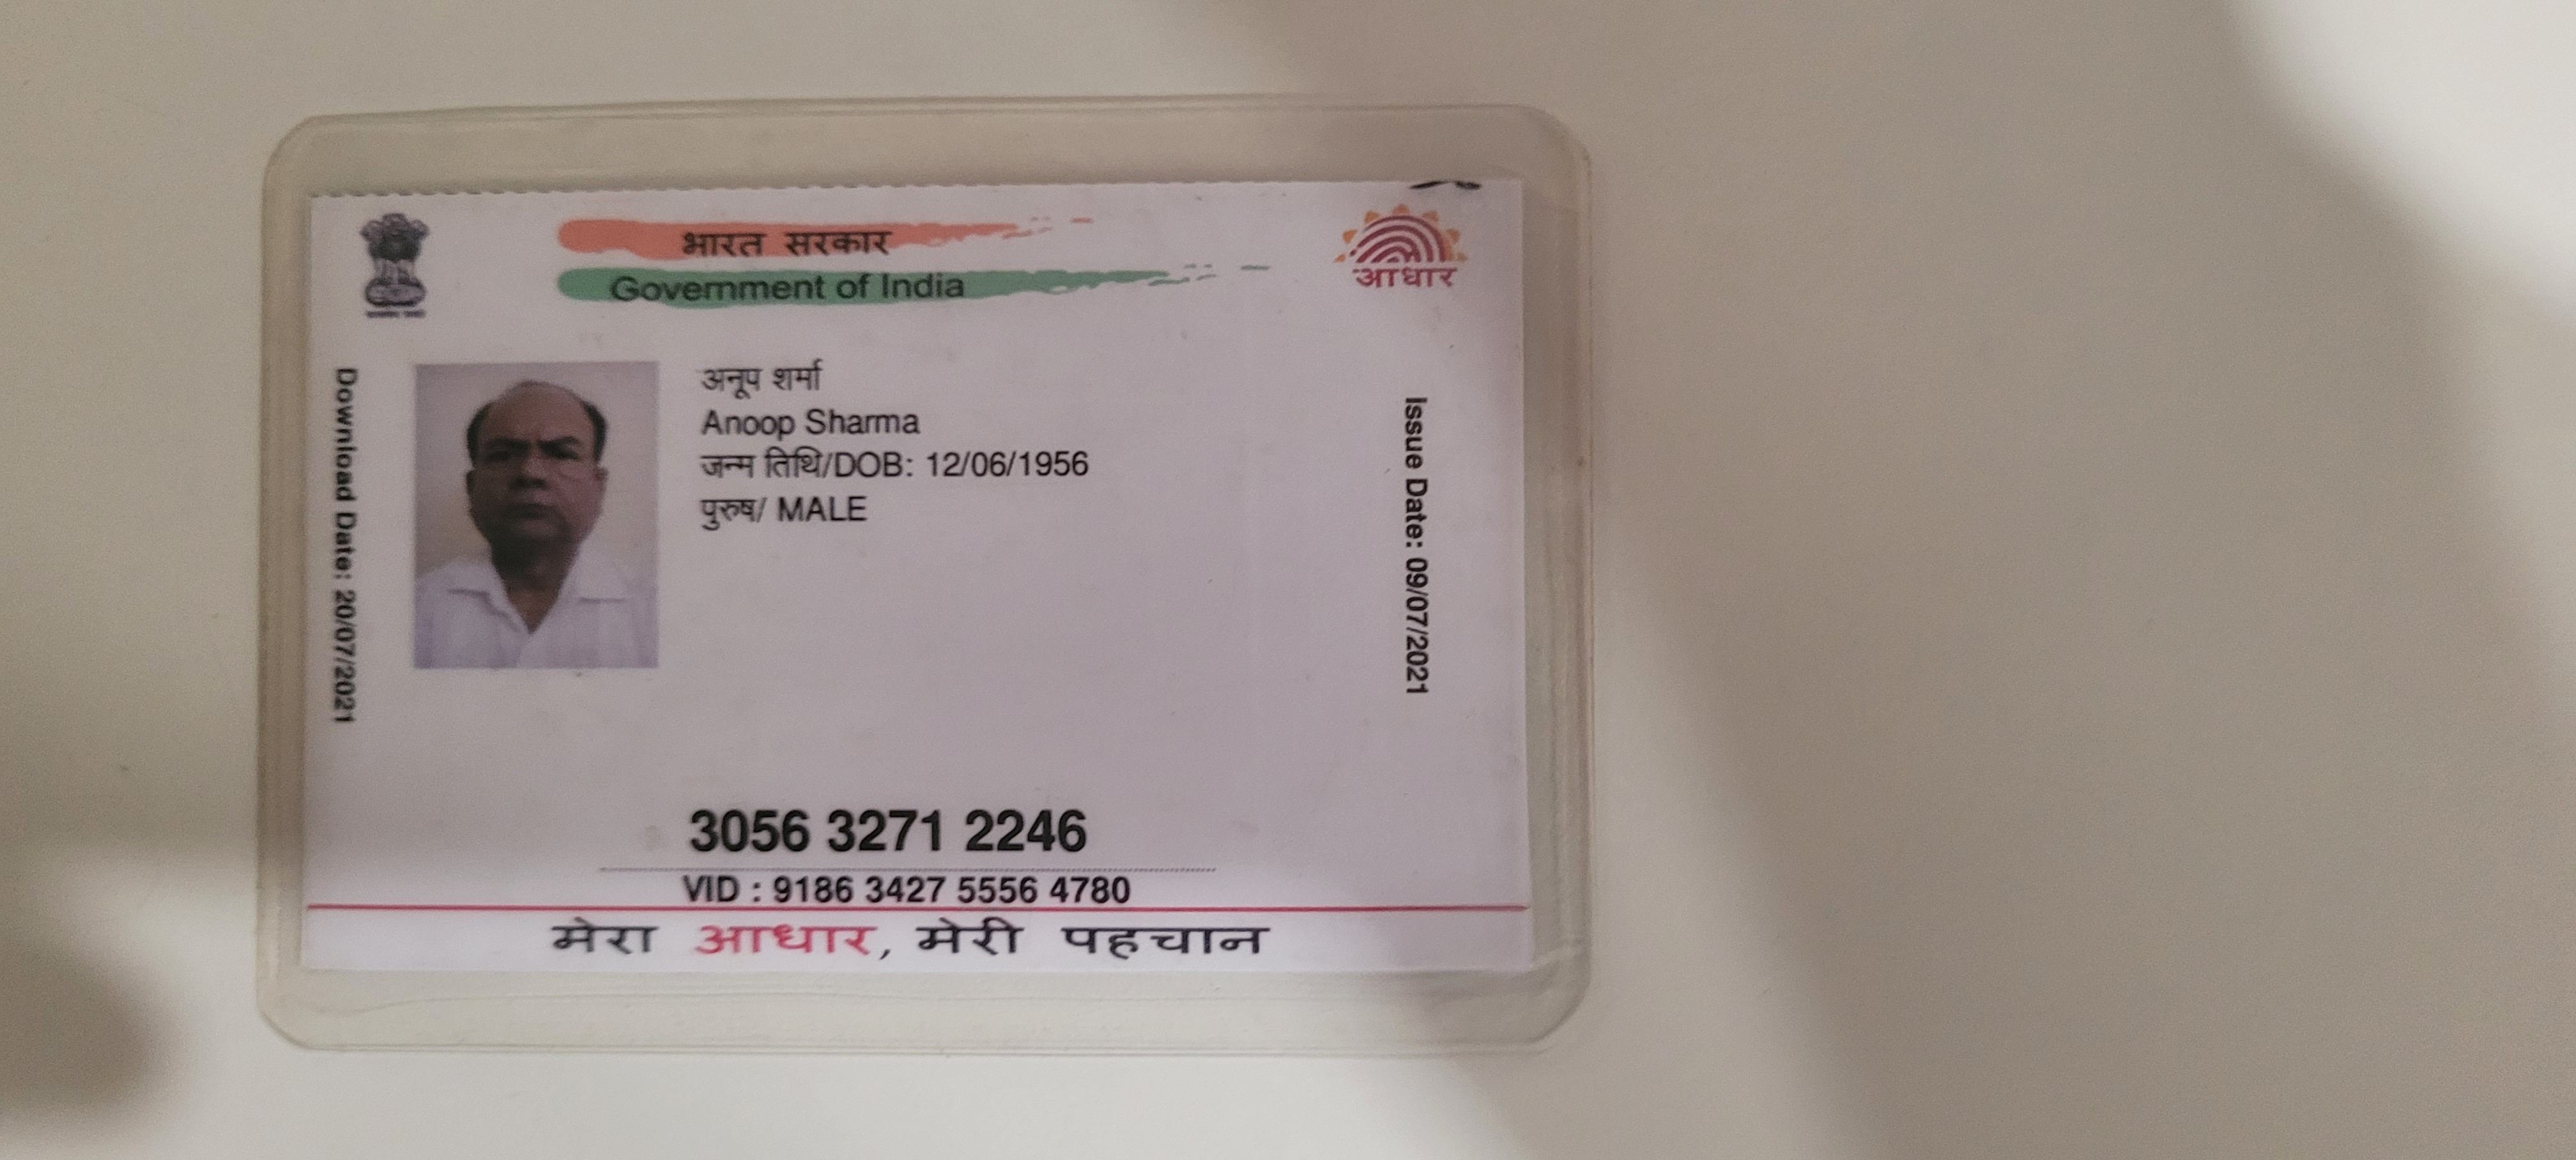 भारत सरकार
Government of India
आधार
Download Date: 20/07/2021
अनूप शर्मा
Anoop Sharma
जन्म तिथि/DOB: 12/06/1956
पुरुष/ MALE
Issue Date: 09/07/2021
3056 3271 2246
VID : 9186 3427 5556 4780
मेरा आधार, मेरी पहचान